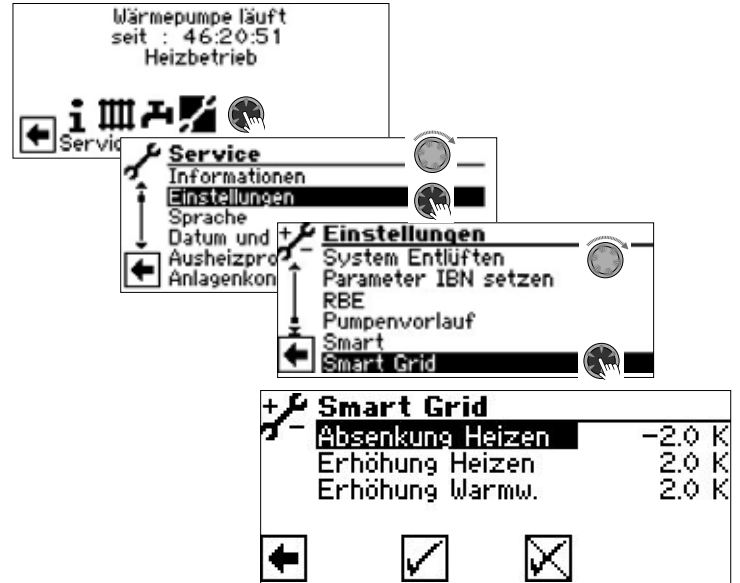 Wärmepumpe läuft
seit : 46:20:51
Heizbetrieb
Service
Informationen
Einstellungen
Sprache
Datum und
Ausheizpro
Anlagenkon
Einstellungen
System Entlüften
Parameter IBN setzen
RBE
Pumpenvorlauf
Smart
Smart Grid
Smart Grid
Absenkung Heizen -2.0 K
Erhöhung Heizen 2.0 K
Erhöhung Warmw. 2.0 K